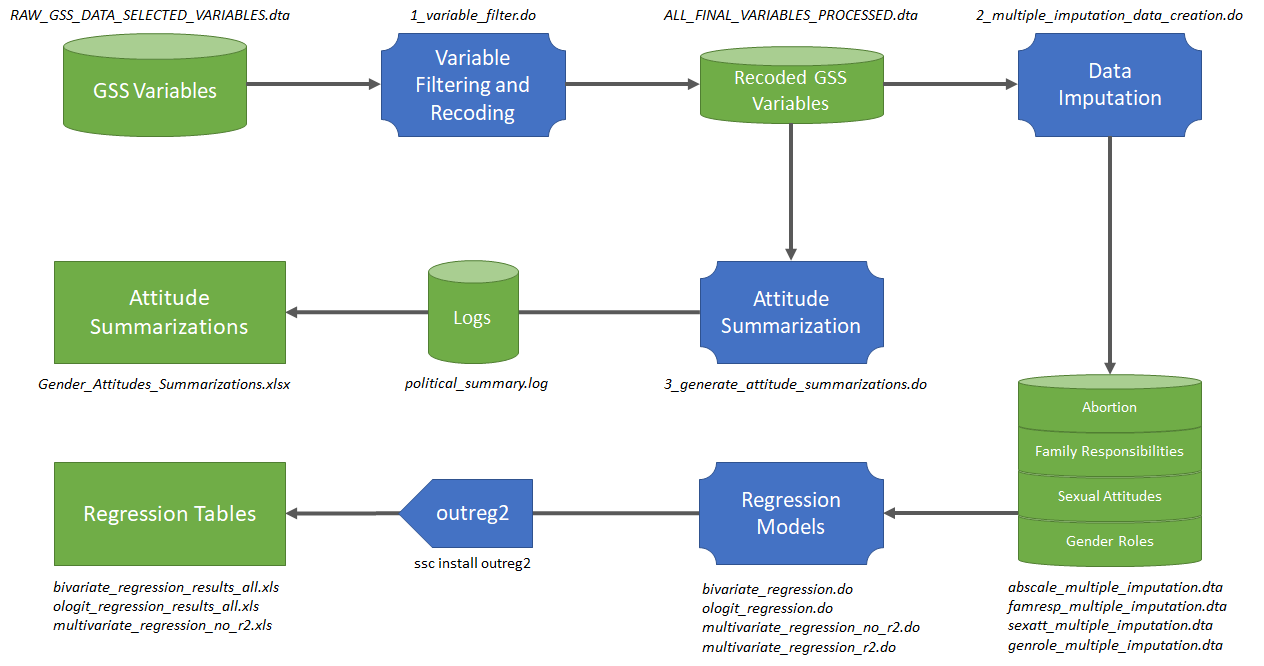 RAW_GSS_DATA_SELECTED_VARIABLES.dta
1_variable_filter.do
ALL_FINAL_VARIABLES_PROCESSED.dta
2_multiple_imputation_data_creation.do
GSS Variables
Variable
Filtering and
Recoding
Recoded GSS
Variables
Data
Imputation
Attitude
Summarizations
Logs
Attitude
Summarization
Gender_Attitudes_Summarizations.xlsx
political_summary.log
3_generate_attitude_summarizations.do
Abortion
Family Responsibilities
Sexual Attitudes
Gender Roles
Regression Tables
outreg2
Regression
Models
ssc install outreg2
bivariate_regression_results_all.xls
ologit_regression_results_all.xls
multivariate_regression_no_r2.xls
bivariate_regression.do
ologit_regression.do
multivariate_regression_no_r2.do
multivariate_regression_r2.do
abscale_multiple_imputation.dta
famresp_multiple_imputation.dta
sexatt_multiple_imputation.dta
genrole_multiple_imputation.dta